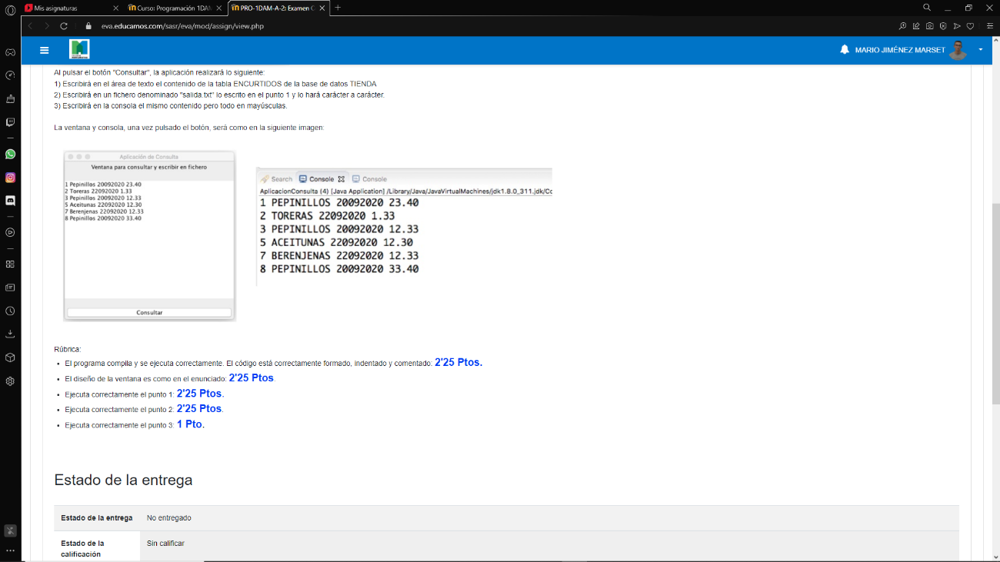 Mis asignaturas
Curso: Programación 1DAM
PRO-1DAM-A-2: Examen C
eva.educamos.com/sasr/eva/mod/assign/view.php
MARIO JIMÉNEZ MARSET
Al pulsar el botón "Consultar", la aplicación realizará lo siguiente:
1) Escribirá en el área de texto el contenido de la tabla ENCURTIDOS de la base de datos TIENDA
2) Escribirá en un fichero denominado "salida.txt" lo escrito en el punto 1 y lo hará carácter a carácter.
3) Escribirá en la consola el mismo contenido pero todo en mayúsculas.
La ventana y consola, una vez pulsado el botón, será como en la siguiente imagen:
Aplicación de Consulta
Ventana para consultar y escribir en fichero
1 Pepinillos 20092020 23.40
2 Toreras 22092020 1.33
3 Pepinillos 20092020 12.33
5 Aceitunas 22092020 12.30
7 Berenjenas 22092020 12.33
8 Pepinillos 20092020 33.40
Consultar
Search Console Console
AplicacionConsulta (4) [Java Application] /Library/Java/JavaVirtualMachines/jdk1.8.0_311.jdk/Cc
1 PEPINILLOS 20092020 23.40
2 TORERAS 22092020 1.33
3 PEPINILLOS 20092020 12.33
5 ACEITUNAS 22092020 12.30
7 BERENJENAS 22092020 12.33
8 PEPINILLOS 20092020 33.40
Rúbrica:
El programa compila y se ejecuta correctamente. El código está correctamente formado, indentado y comentado: 2'25 Ptos.
El diseño de la ventana es como en el enunciado: 2'25 Ptos.
Ejecuta correctamente el punto 1: 2'25 Ptos.
Ejecuta correctamente el punto 2: 2'25 Ptos.
Ejecuta correctamente el punto 3: 1 Pto.
Estado de la entrega
Estado de la entrega No entregado
Estado de la calificación Sin calificar